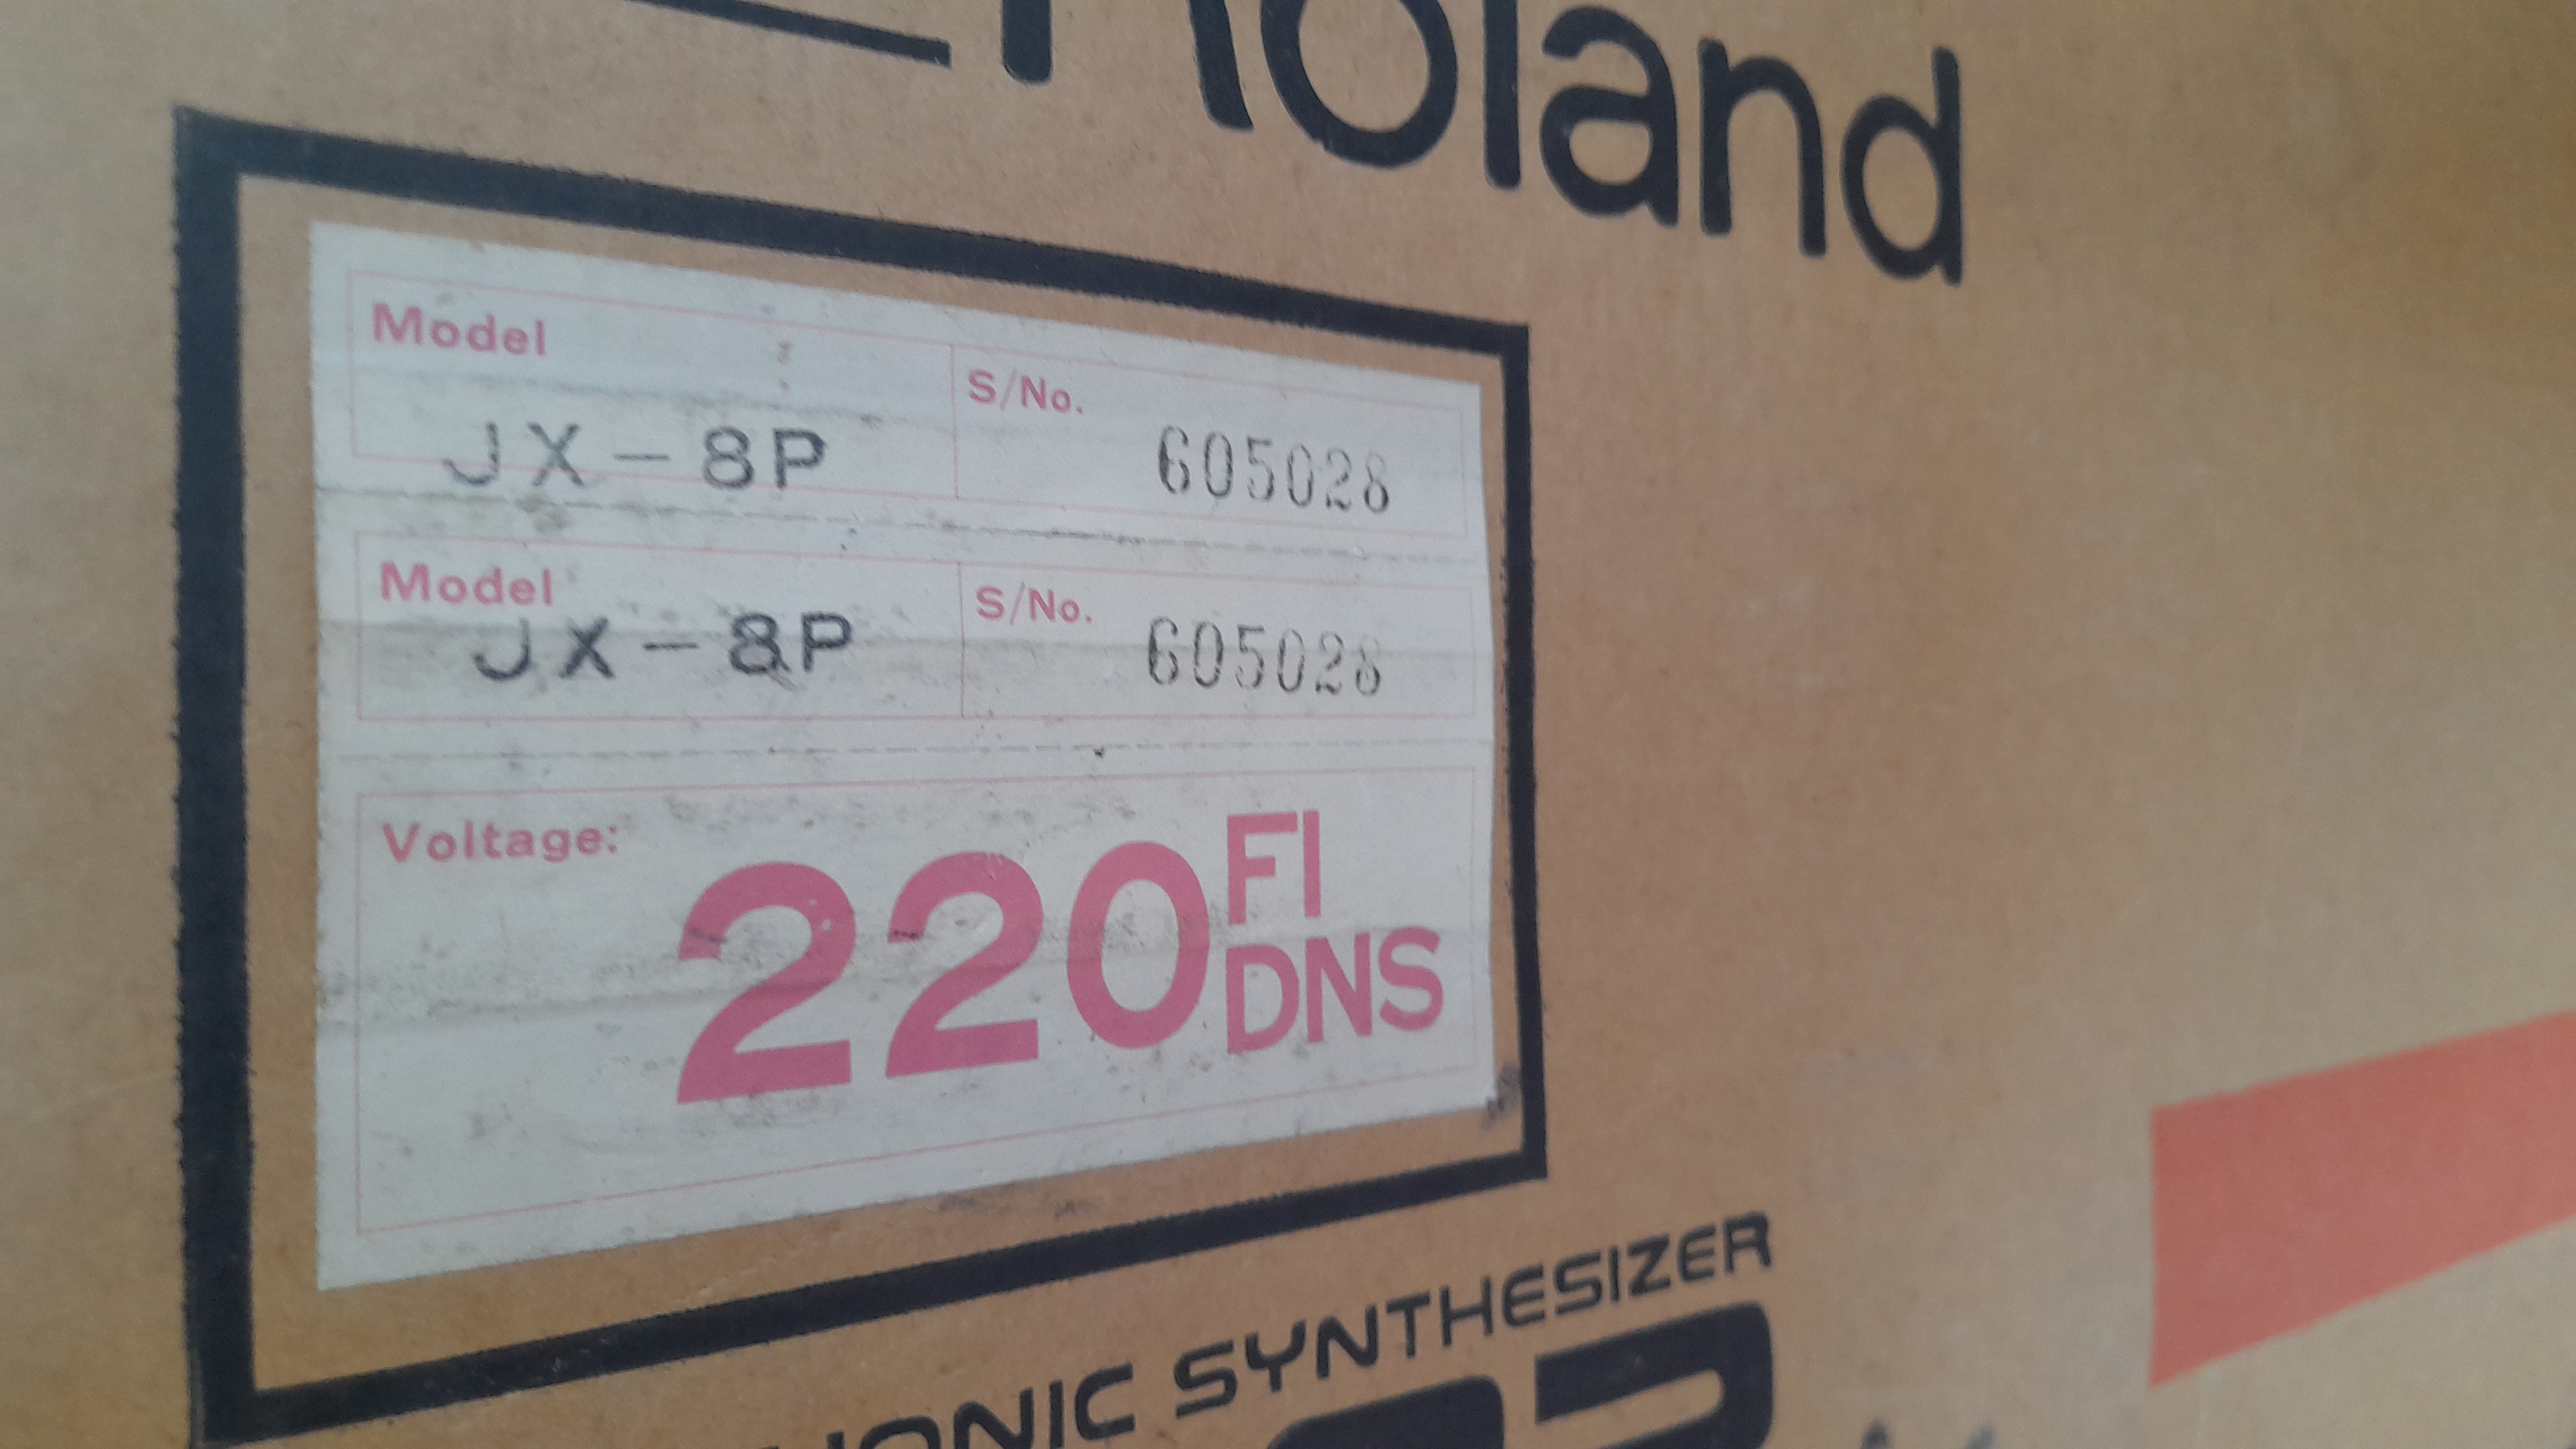 Roland
Model
S/No.
JX-8P
605028
Model
S/No.
JX-8P
605028
Voltage:
220 FI DNS
SYNTHESIZER